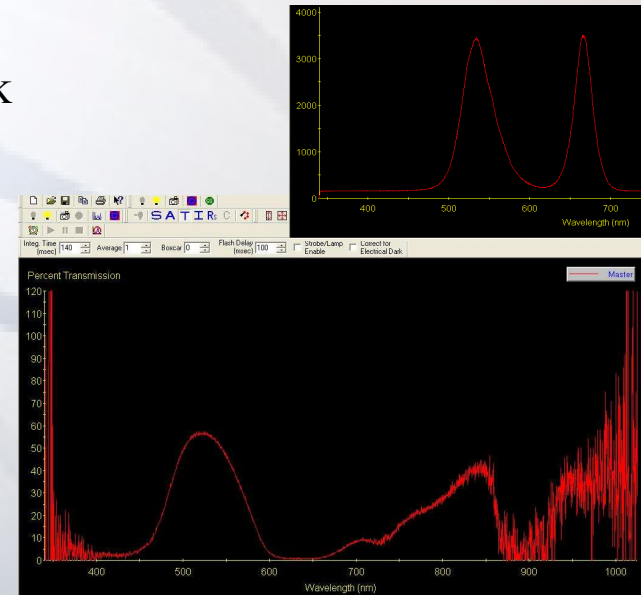 k
4000
3000
2000
1000
0
400 500 600 700
Wavelength (nm)
S A T I Rs C
Integ. Time (msec) 140 Average 1 Boxcar 0 Flash Delay (msec) 100 Strobe/Lamp Enable Correct for Electrical Dark
Percent Transmission
Master
120
110
100
90
80
70
60
50
40
30
20
10
0
400 500 600 700 800 900 1000
Wavelength (nm)